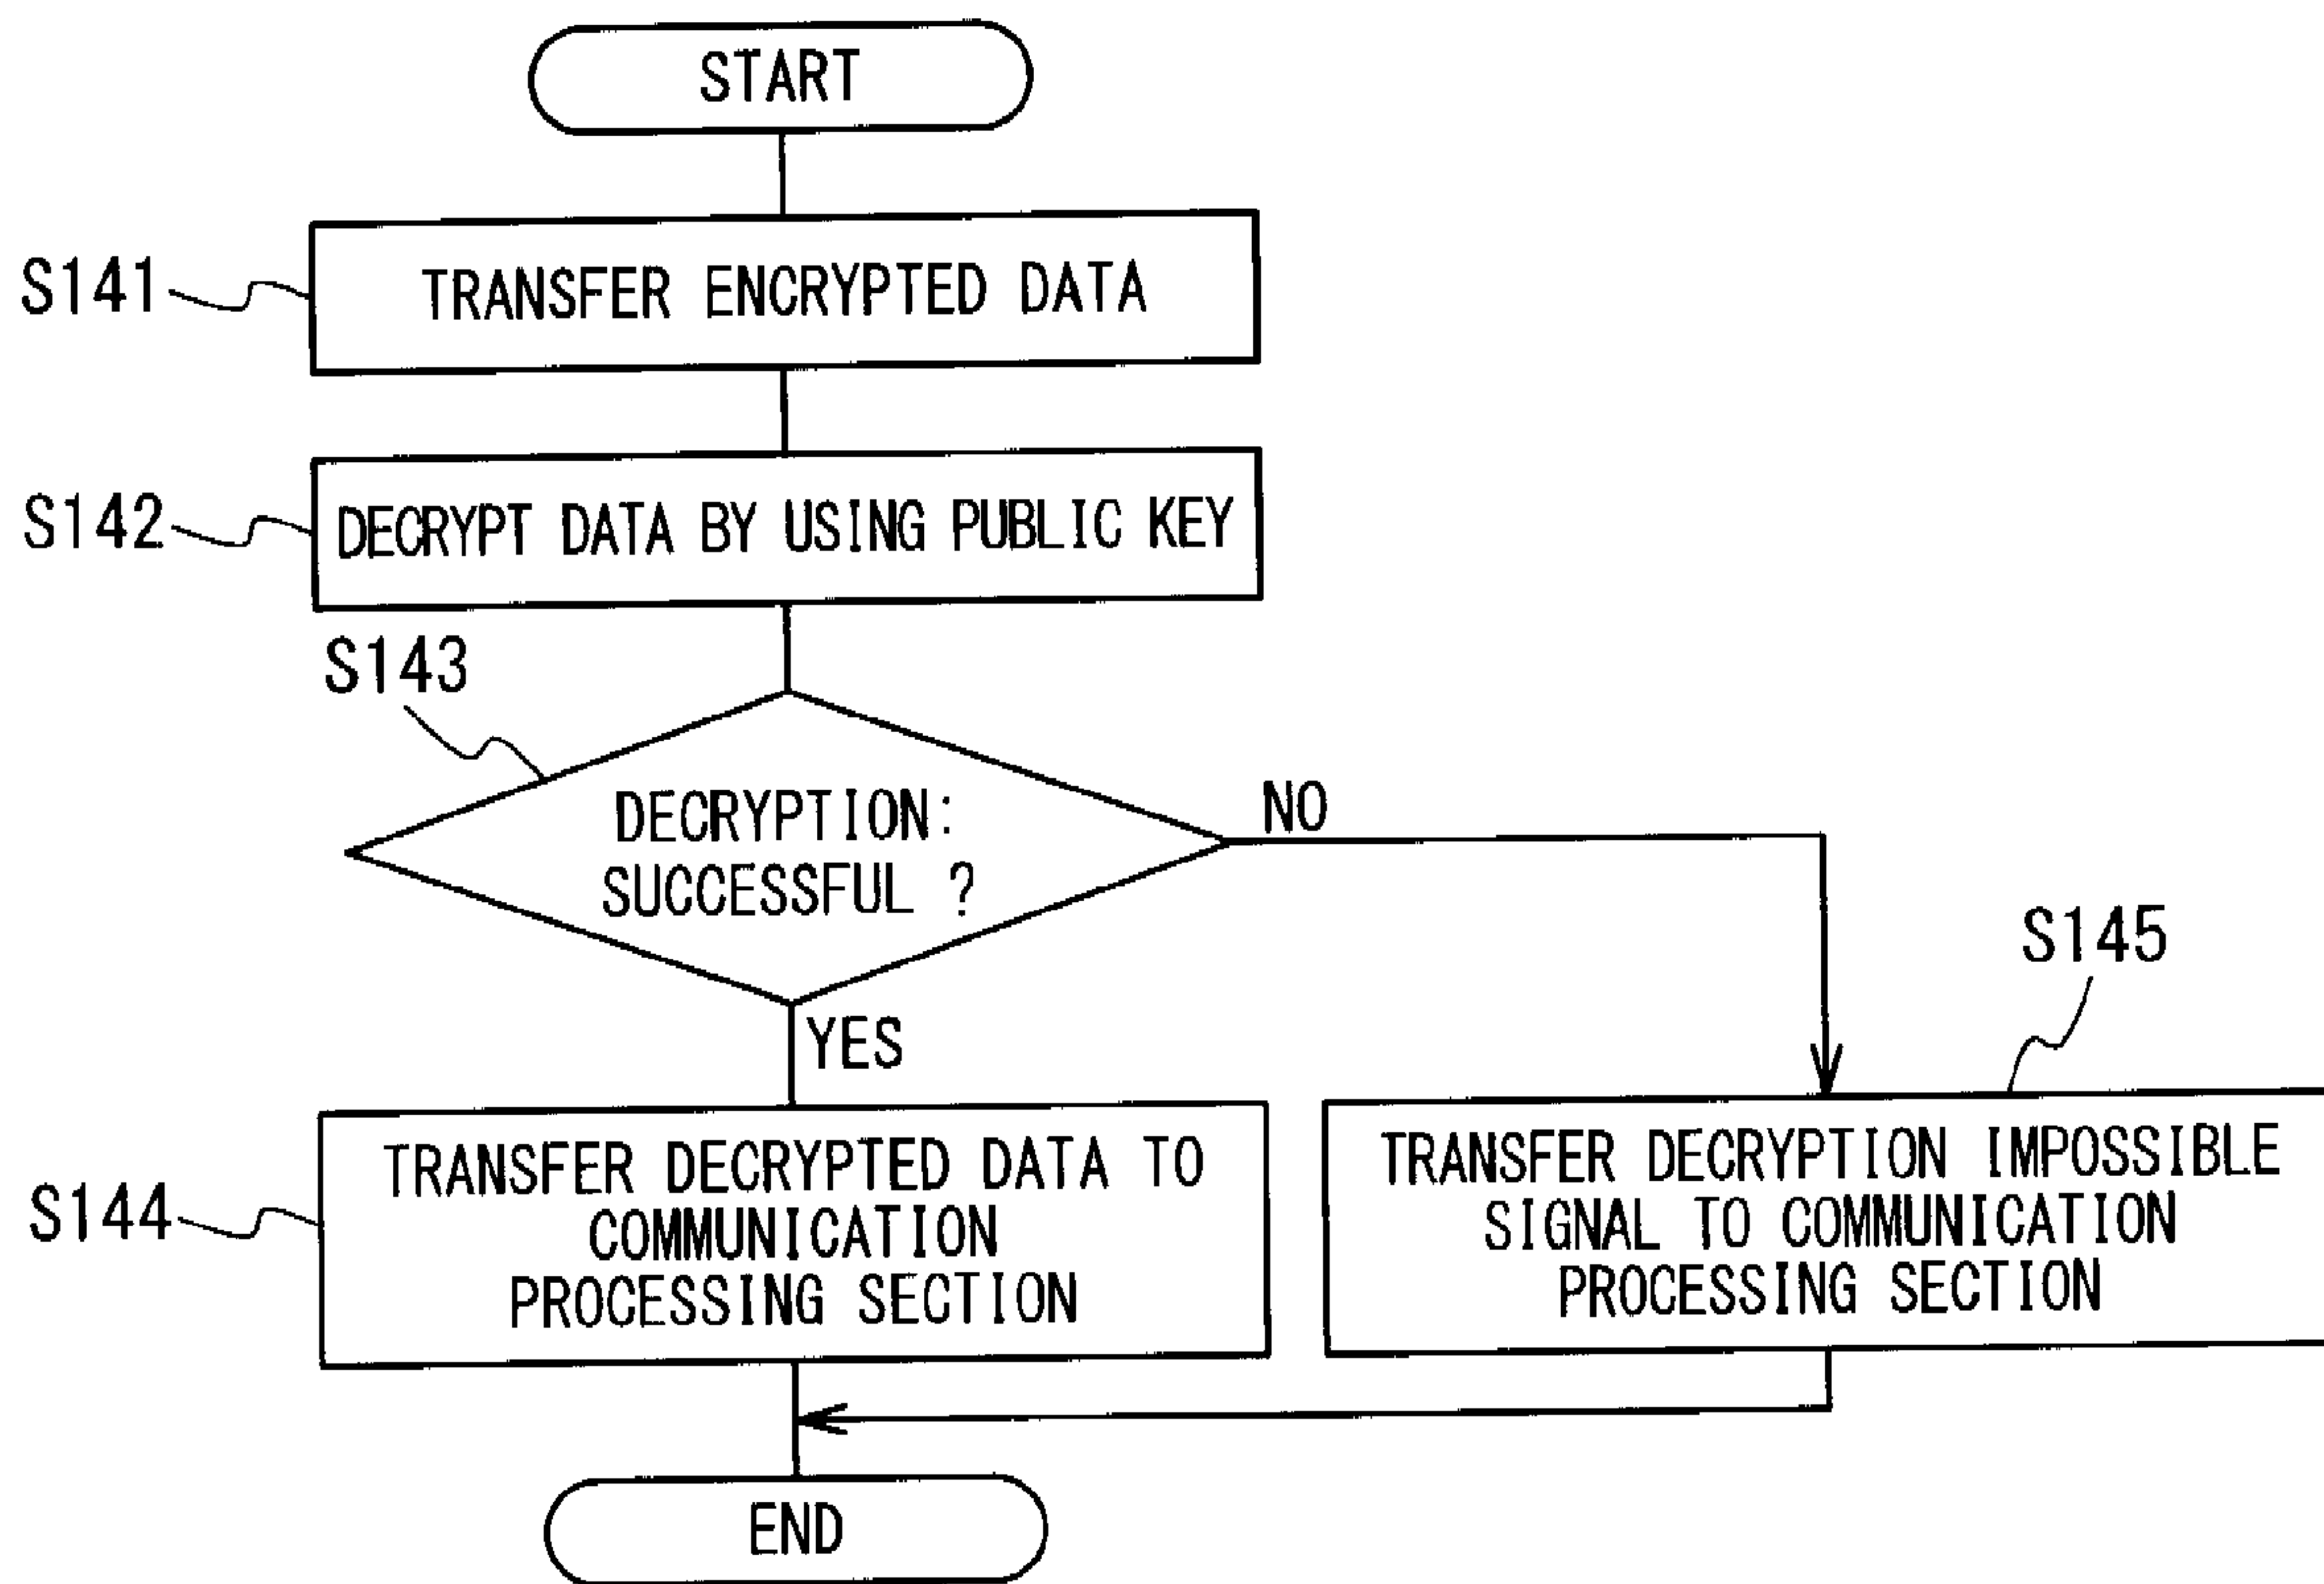 START
S141
TRANSFER ENCRYPTED DATA
S142
DECRYPT DATA BY USING PUBLIC KEY
S143
DECRYPTION:
SUCCESSFUL ?
NO
YES
S144
TRANSFER DECRYPTED DATA TO
COMMUNICATION
PROCESSING SECTION
S145
TRANSFER DECRYPTION IMPOSSIBLE
SIGNAL TO COMMUNICATION
PROCESSING SECTION
END